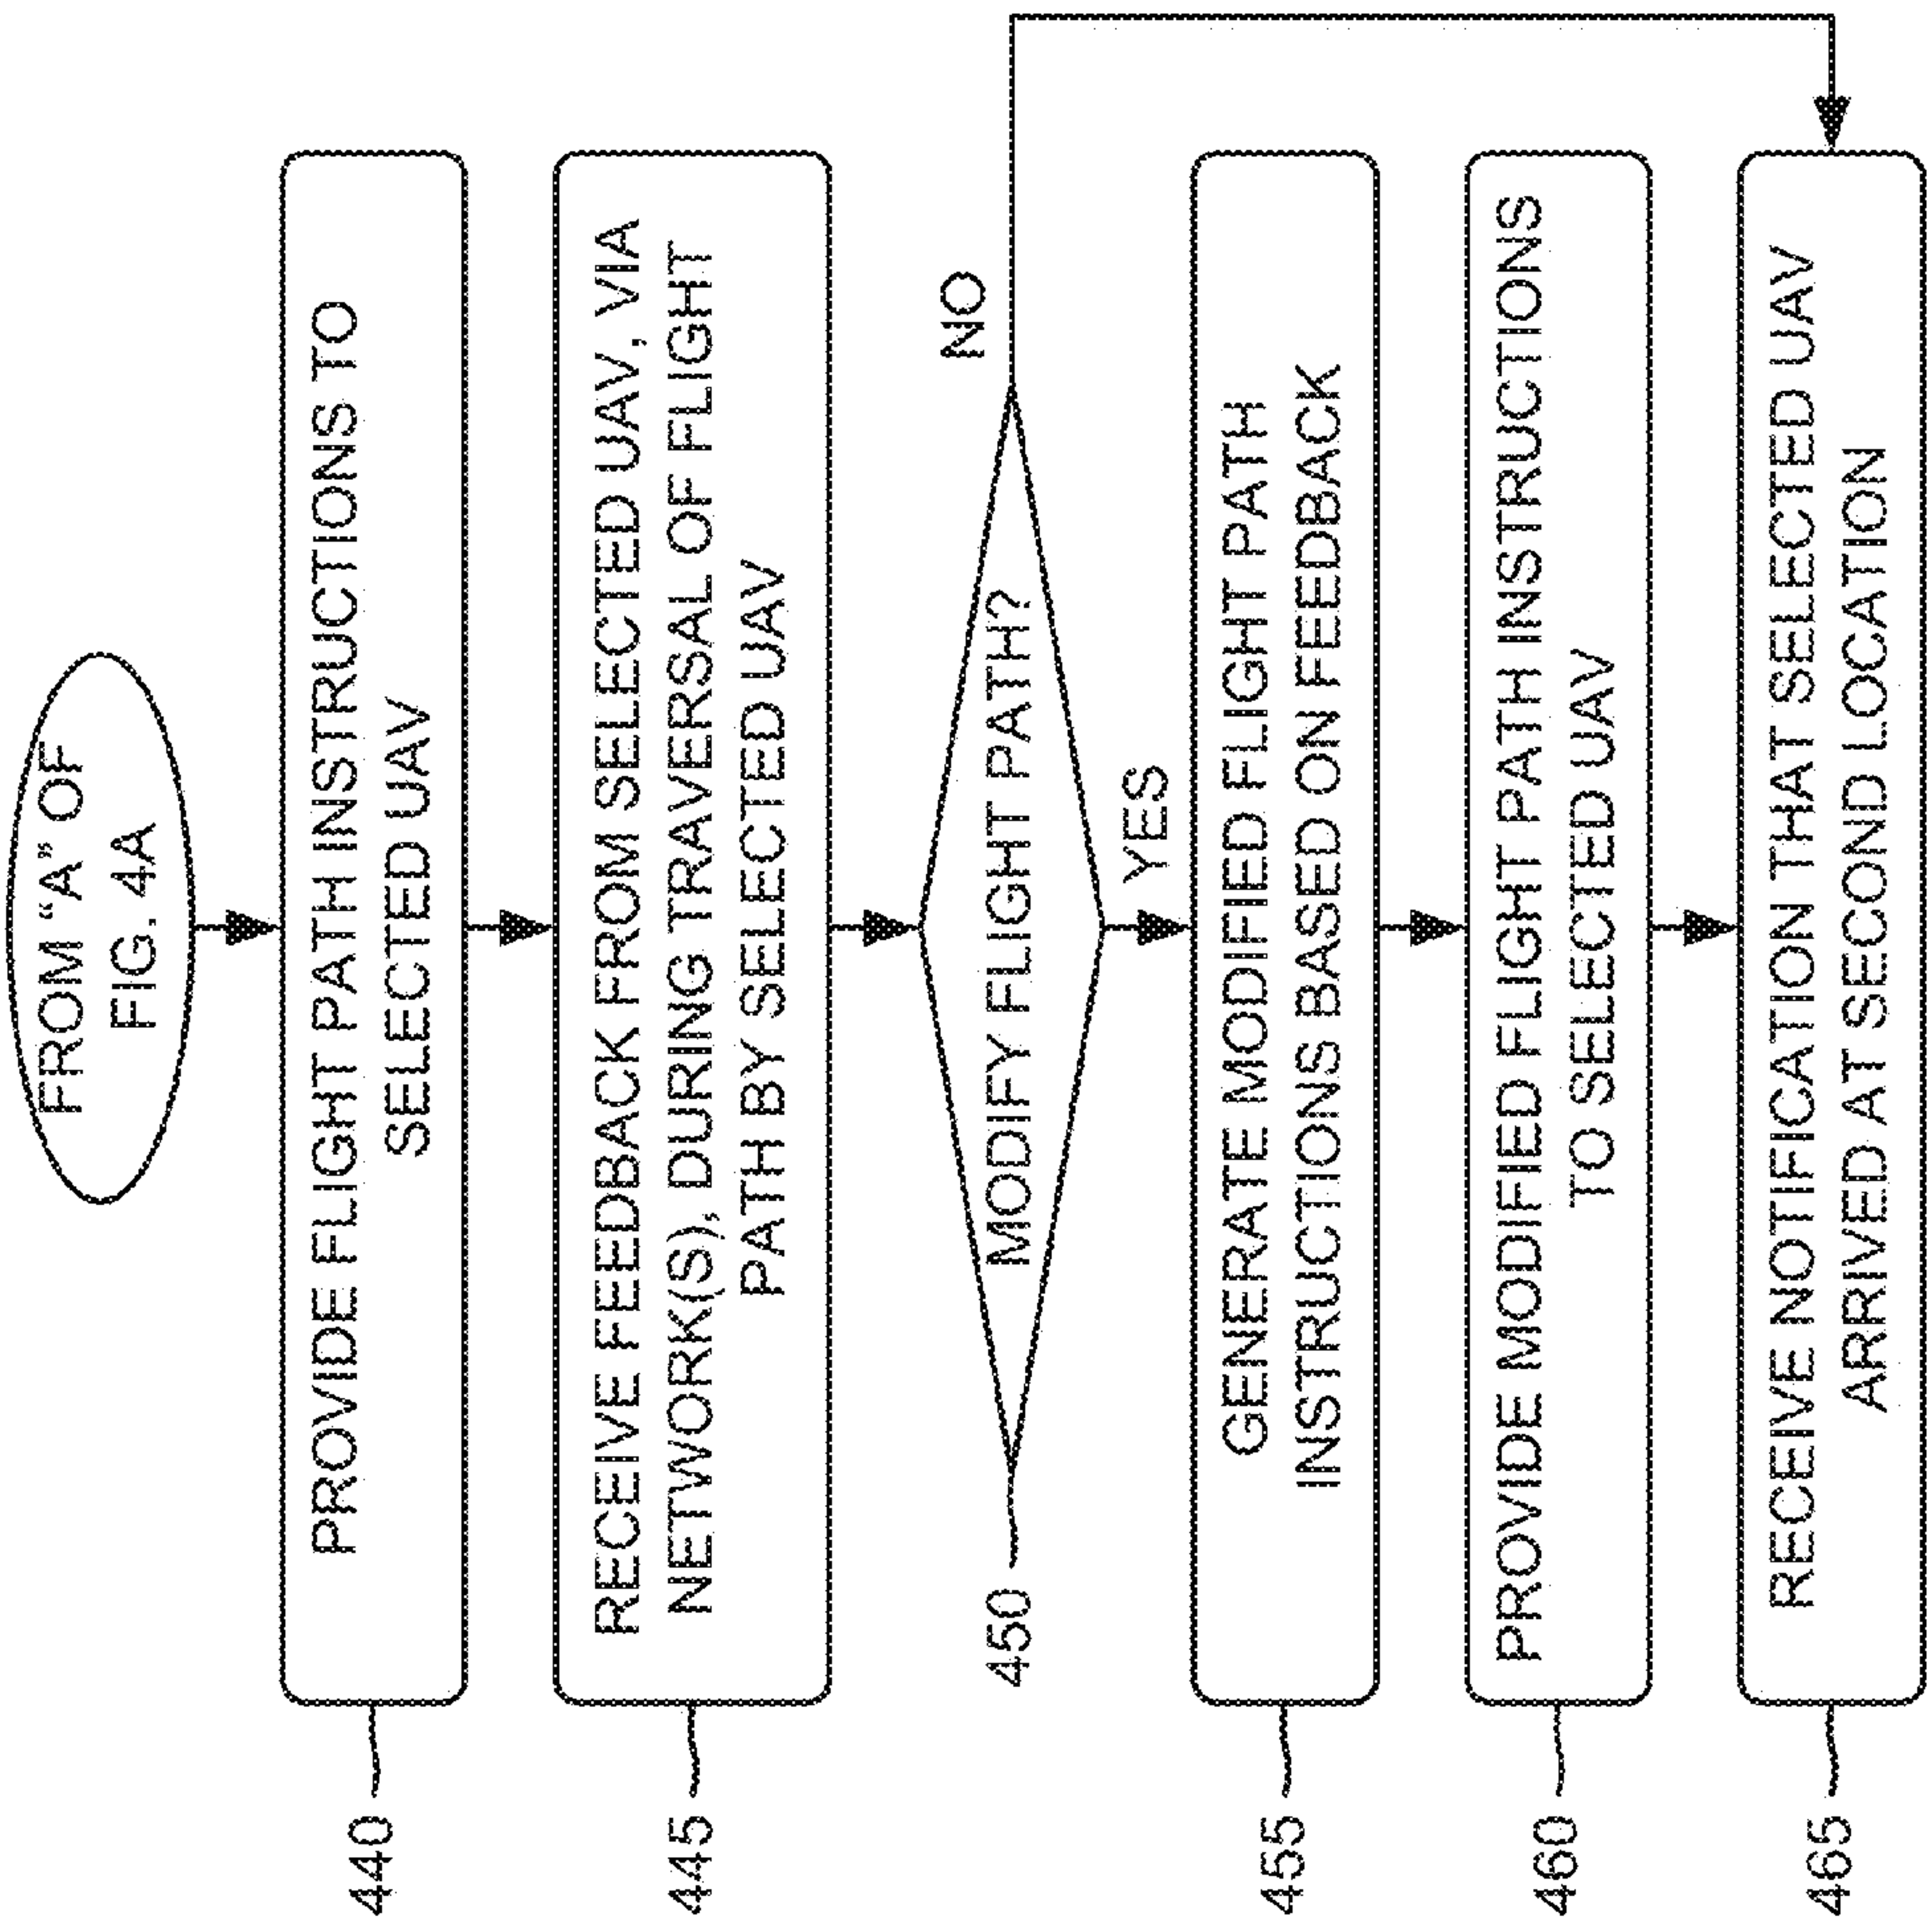 FROM “A” OF
FIG. 4A
440
PROVIDE FLIGHT PATH INSTRUCTIONS TO
SELECTED UAV
445
RECEIVE FEEDBACK FROM SELECTED UAV, VIA
NETWORK(S), DURING TRAVERSAL OF FLIGHT
PATH BY SELECTED UAV
450
MODIFY FLIGHT PATH?
NO
YES
455
GENERATE MODIFIED FLIGHT PATH
INSTRUCTIONS BASED ON FEEDBACK
460
PROVIDE MODIFIED FLIGHT PATH INSTRUCTIONS
TO SELECTED UAV
465
RECEIVE NOTIFICATION THAT SELECTED UAV
ARRIVED AT SECOND LOCATION